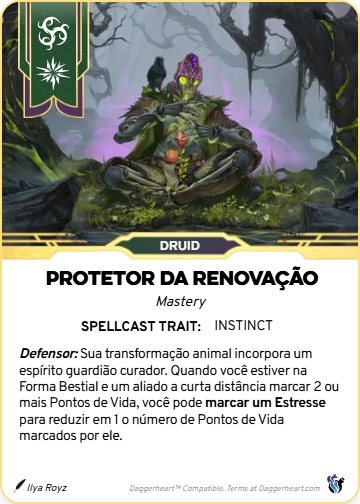 DRUID
PROTETOR DA RENOVAÇÃO
Mastery
SPELLCAST TRAIT: INSTINCT
Defensor: Sua transformação animal incorpora um
espírito guardião curador. Quando você estiver na
Forma Bestial e um aliado a curta distância marcar 2 ou
mais Pontos de Vida, você pode marcar um Estresse
para reduzir em 1 o número de Pontos de Vida
marcados por ele.
Ilya Royz
Daggerheart™ Compatible. Terms at Daggerheart.com